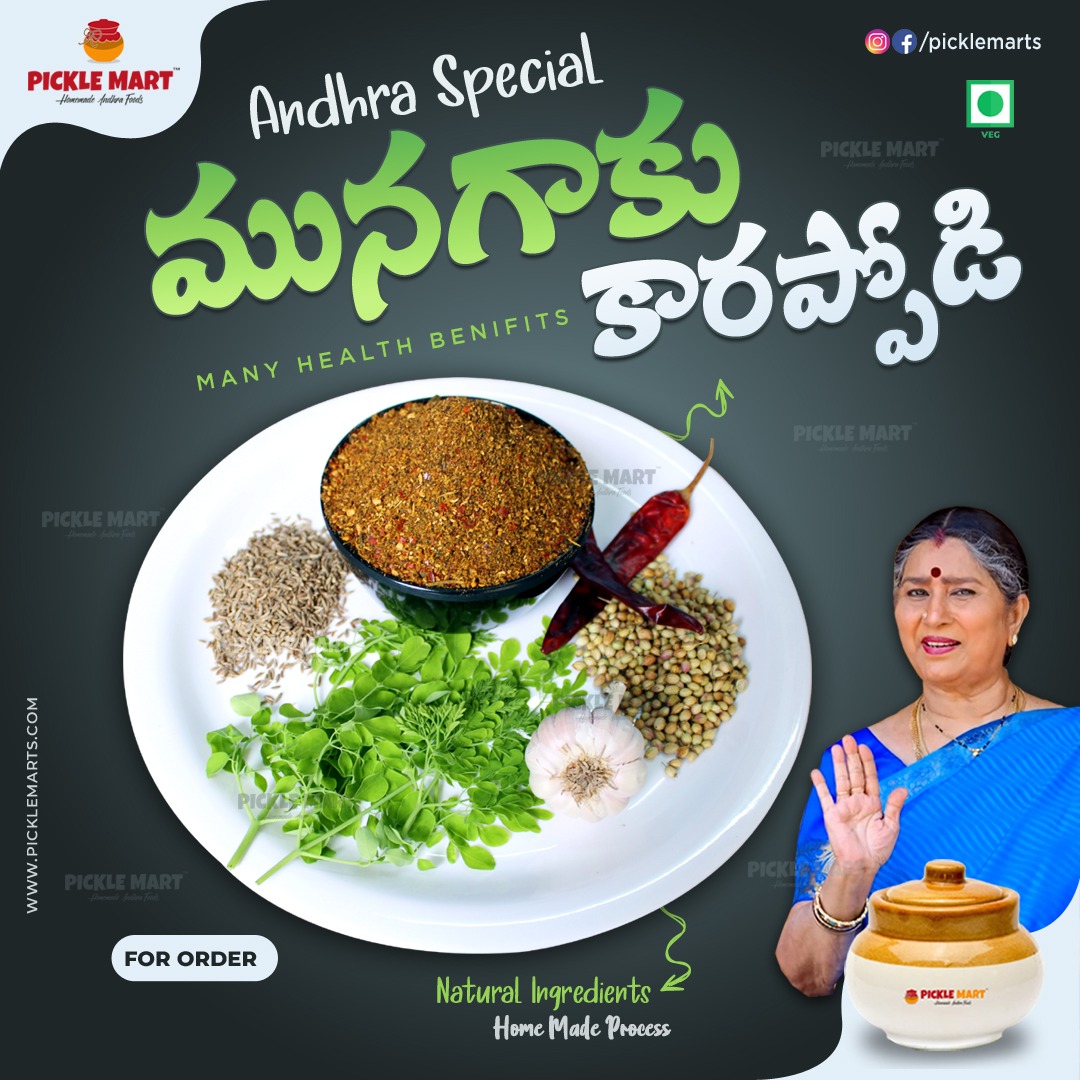 PICKLE MART™
Homemade Andhra Foods
/picklemarts
VEG
Andhra Special
మునగాకు
కారప్పోడి
MANY HEALTH BENIFITS
PICKLE MART
PICKLE MART
PICKLE MART
PICKLE MART
PICKLE MART
WWW.PICKLEMARTS.COM
FOR ORDER
Natural Ingredients
Home Made Process
PICKLE MART